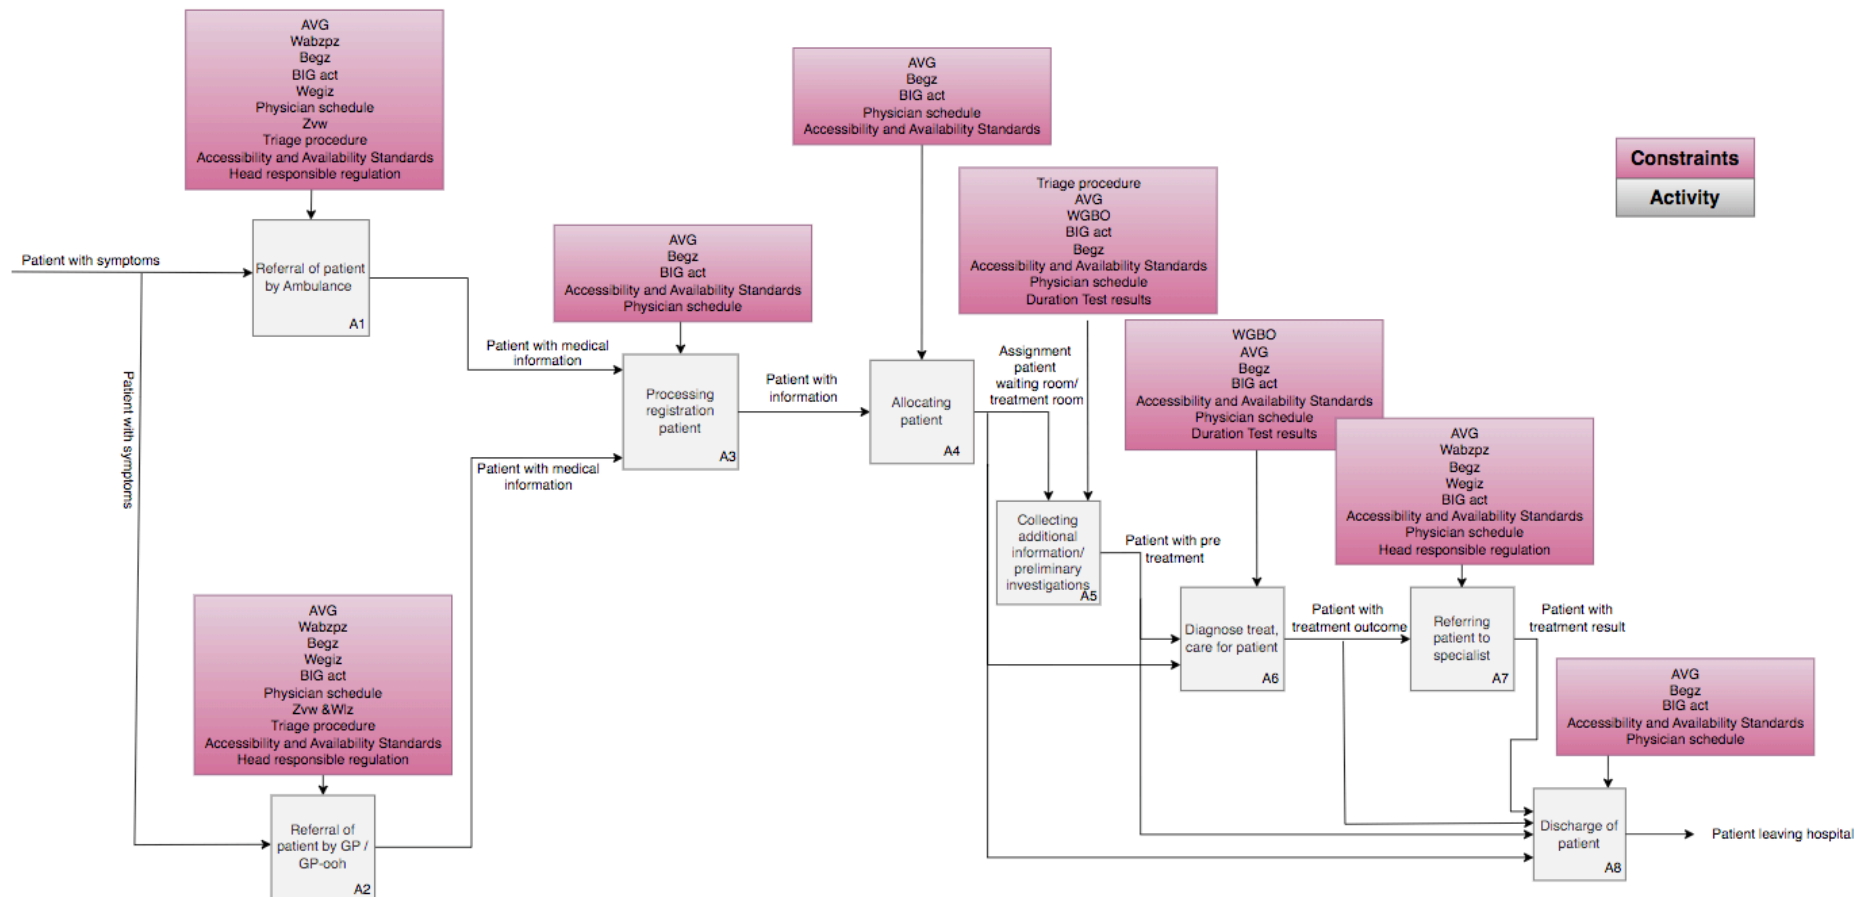 AVG
Wabzpz
Begz
BIG act
Wegiz
Physician schedule
Zvw
Triage procedure
Accessibility and Availability Standards
Head responsible regulation
AVG
Begz
BIG act
Physician schedule
Accessibility and Availability Standards
Constraints
Activity
Triage procedure
AVG
WGBO
BIG act
Begz
Accessibility and Availability Standards
Physician schedule
Duration Test results
Patient with symptoms
Referral of patient
by Ambulance
A1
AVG
Begz
BIG act
Accessibility and Availability Standards
Physician schedule
Patient with medical
information
Processing
registration
patient
A3
Patient with
information
Allocating
patient
A4
Assignment
patient
waiting room/
treatment room
WGBO
AVG
Begz
BIG act
Accessibility and Availability Standards
Physician schedule
Duration Test results
AVG
Wabzpz
Begz
Wegiz
BIG act
Accessibility and Availability Standards
Physician schedule
Head responsible regulation
Patient with symptoms
Patient with medical
information
Collecting
additional
information/
preliminary
investigations
A5
Patient with pre
treatment
Diagnose treat,
care for patient
A6
Patient with
treatment outcome
Referring
patient to
specialist
A7
Patient with
treatment result
AVG
Wabzpz
Begz
Wegiz
BIG act
Physician schedule
Zvw &Wlz
Triage procedure
Accessibility and Availability Standards
Head responsible regulation
AVG
Begz
BIG act
Accessibility and Availability Standards
Physician schedule
Referral of
patient by GP /
GP-ooh
A2
Discharge of
patient
A8
Patient leaving hospital